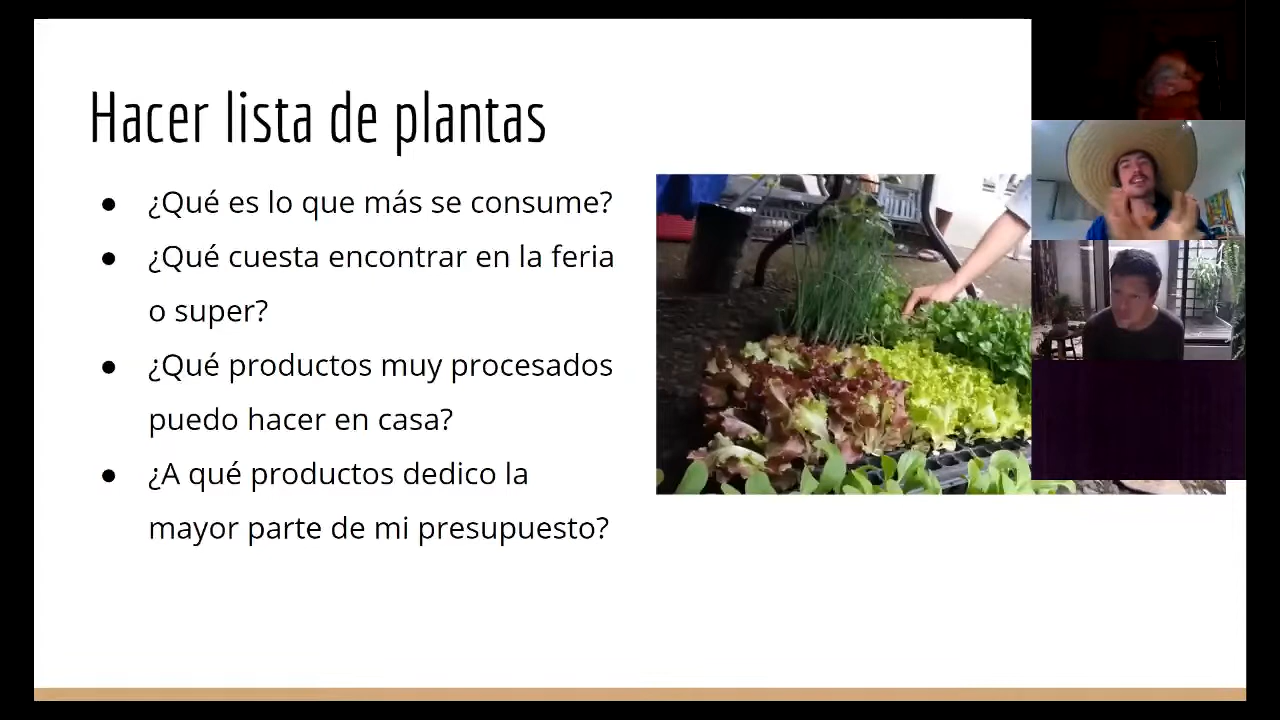 Hacer lista de plantas
● ¿Qué es lo que más se consume?
● ¿Qué cuesta encontrar en la feria
o super?
● ¿Qué productos muy procesados
puedo hacer en casa?
● ¿A qué productos dedico la
mayor parte de mi presupuesto?